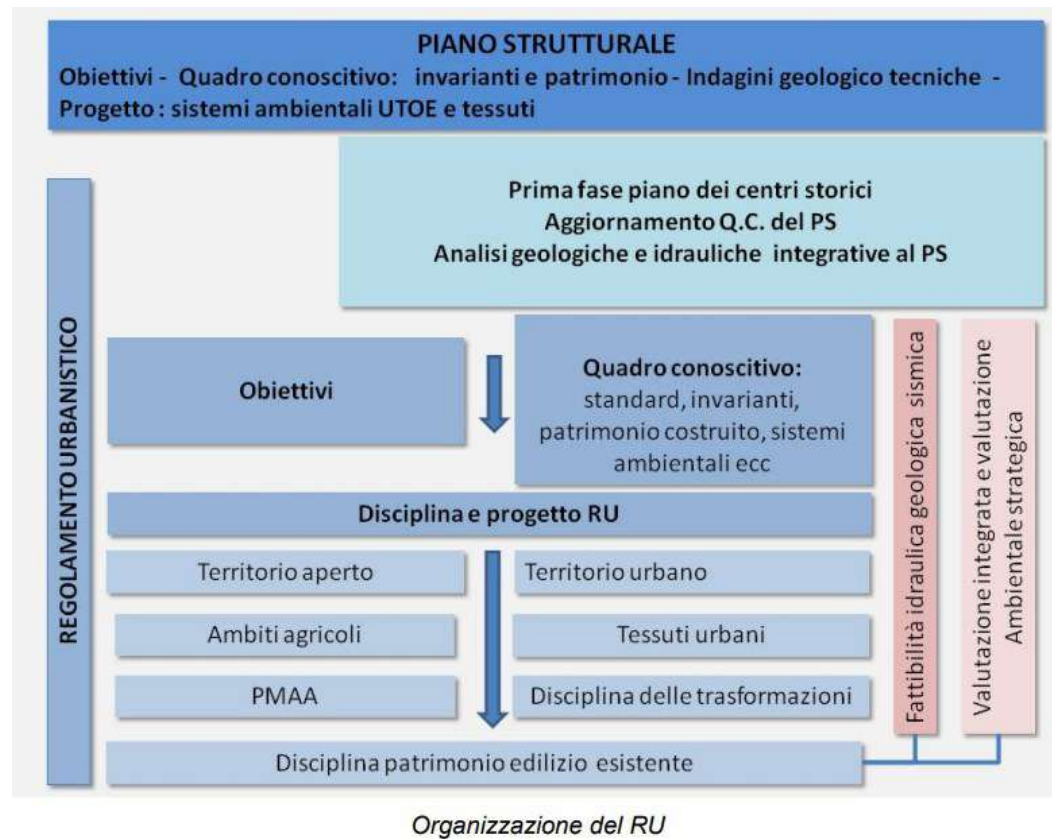 PIANO STRUTTURALE
Obiettivi - Quadro conoscitivo: invarianti e patrimonio - Indagini geologico tecniche -
Progetto : sistemi ambientali UTOE e tessuti
Prima fase piano dei centri storici
Aggiornamento Q.C. del PS
Analisi geologiche e idrauliche integrative al PS
REGOLAMENTO URBANISTICO
Obiettivi
Quadro conoscitivo:
standard, invarianti,
patrimonio costruito, sistemi
ambientali ecc
Disciplina e progetto RU
Territorio aperto
Territorio urbano
Ambiti agricoli
Tessuti urbani
PMAA
Disciplina delle trasformazioni
Disciplina patrimonio edilizio esistente
Fattibilità idraulica geologica sismica
Valutazione integrata e valutazione
Ambientale strategica
Organizzazione del RU